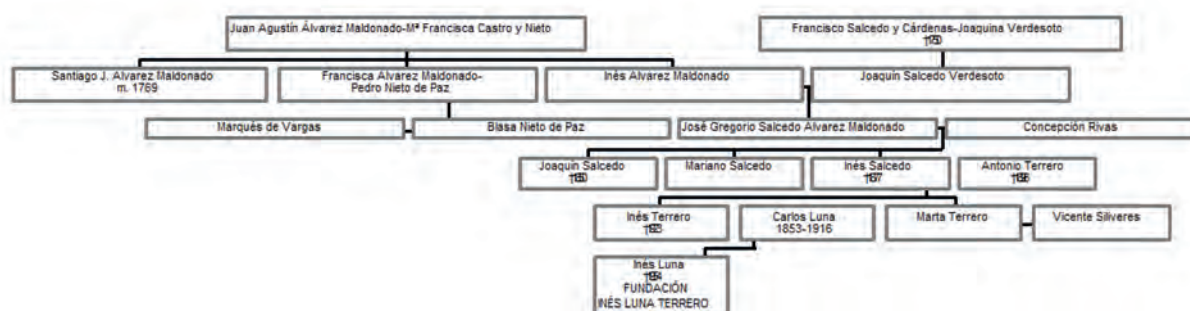 Juan Agustín Álvarez Maldonado-Mª Francisca Castro y Nieto
Francisco Salcedo y Cárdenas-Joaquina Verdesoto
Santiago J. Alvarez Maldonado
m. 1769
Francisca Alvarez Maldonado-
Pedro Nieto de Paz
Inés Alvarez Maldonado
Joaquín Salcedo Verdesoto
Marqués de Vargas
Blasa Nieto de Paz
José Gregorio Salcedo Alvarez Maldonado
Concepción Rivas
Joaquín Salcedo
Mariano Salcedo
Inés Salcedo
Antonio Terrero
Inés Terrero
Carlos Luna
1853-1916
Marta Terrero
Vicente Siliveres
Inés Luna
FUNDACIÓN
INÉS LUNA TERRERO